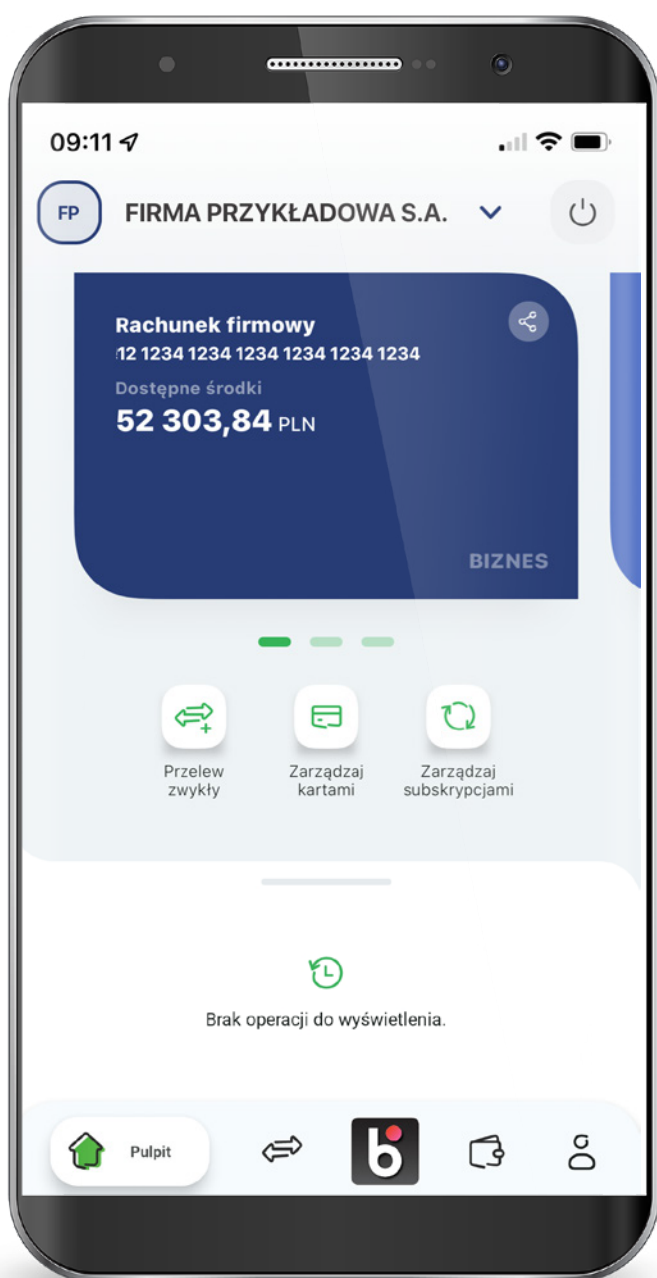 09:11
FP
FIRMA PRZYKŁADOWA S.A.
Rachunek firmowy
12 1234 1234 1234 1234 1234 1234
Dostępne środki
52 303,84 PLN
BIZNES
Przelew
zwykły
Zarządzaj
kartami
Zarządzaj
subskrypcjami
Brak operacji do wyświetlenia.
Pulpit
b